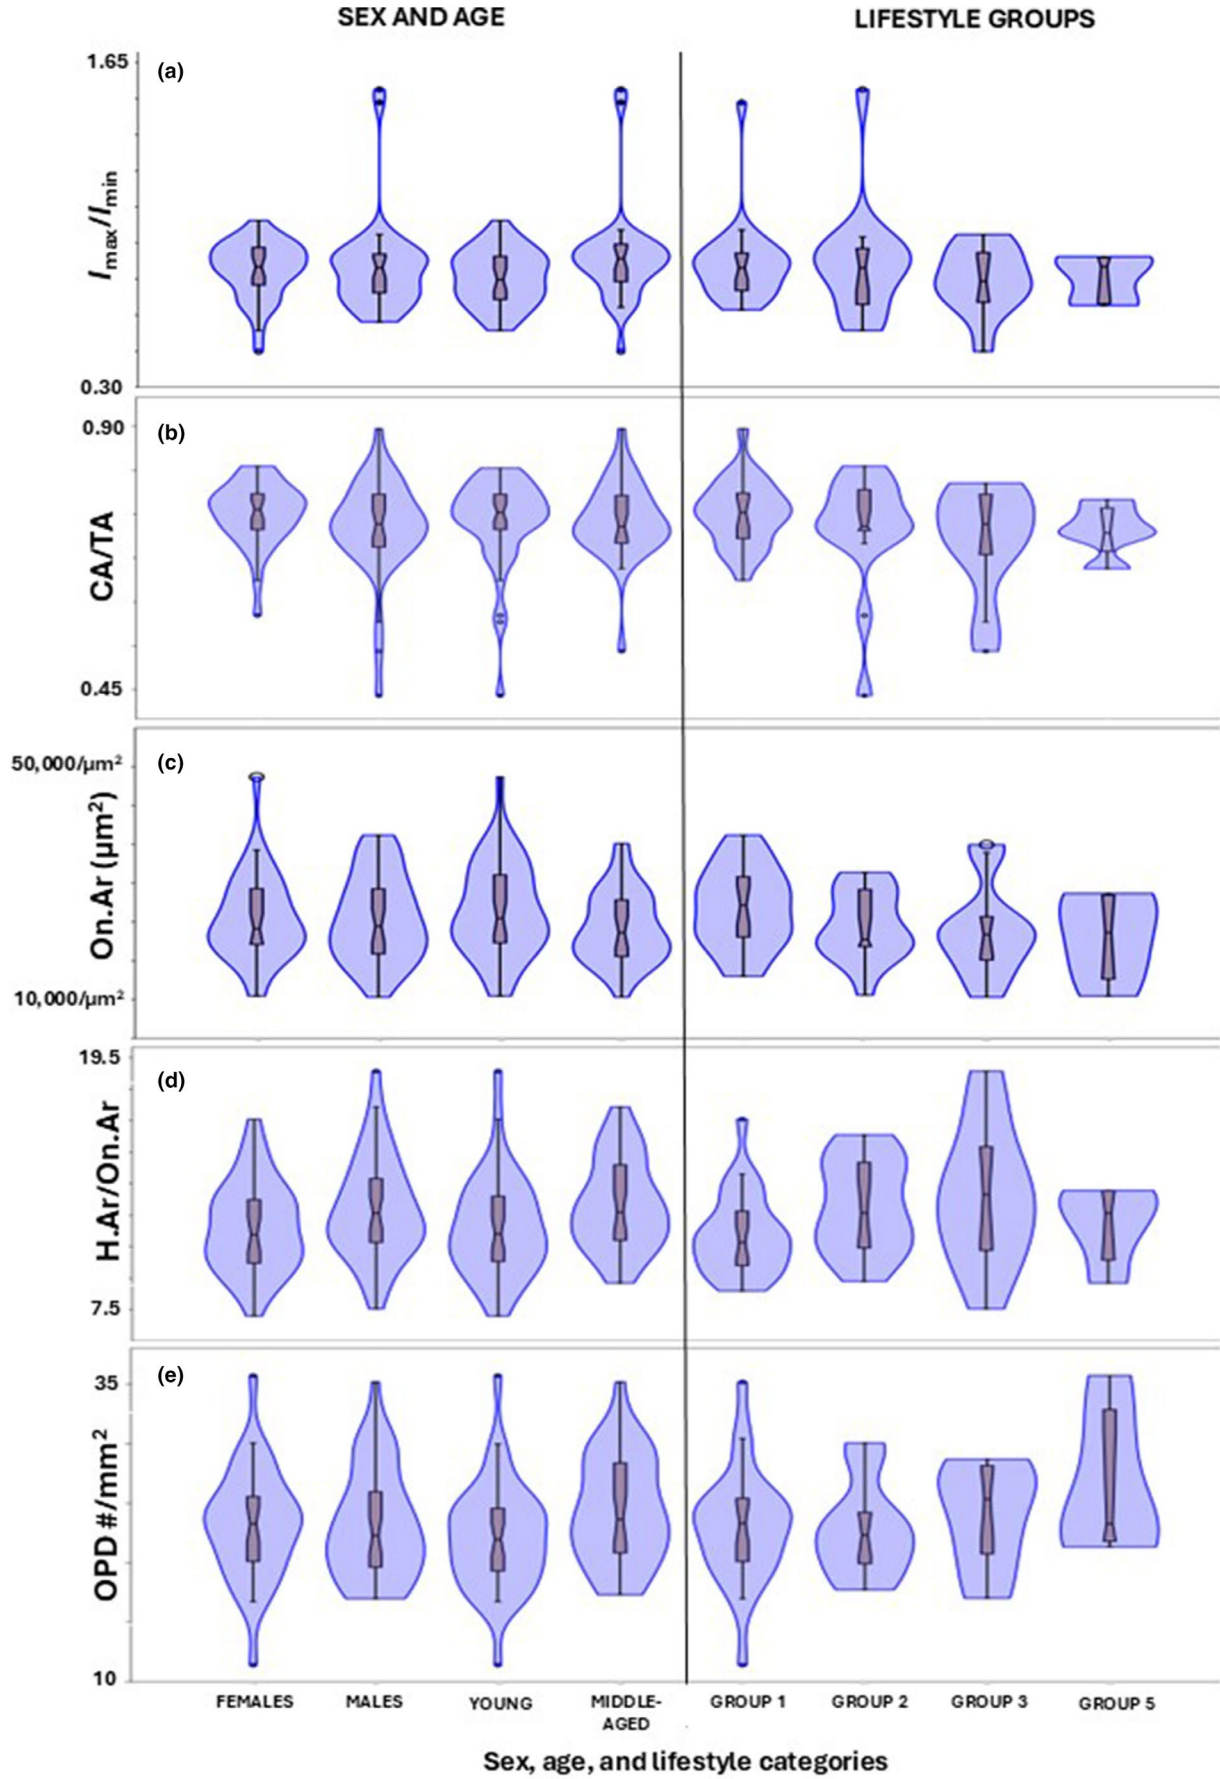 SEX AND AGE
LIFESTYLE GROUPS
1.65
(a)
Imax/Imin
0.30
0.90
(b)
CA/TA
0.45
50,000/μm²
(c)
On.Ar (μm²)
10,000/μm²
19.5
(d)
H.Ar/On.Ar
7.5
35
(e)
OPD #/mm²
10
FEMALES MALES YOUNG MIDDLE-
AGED GROUP 1 GROUP 2 GROUP 3 GROUP 5
Sex, age, and lifestyle categories